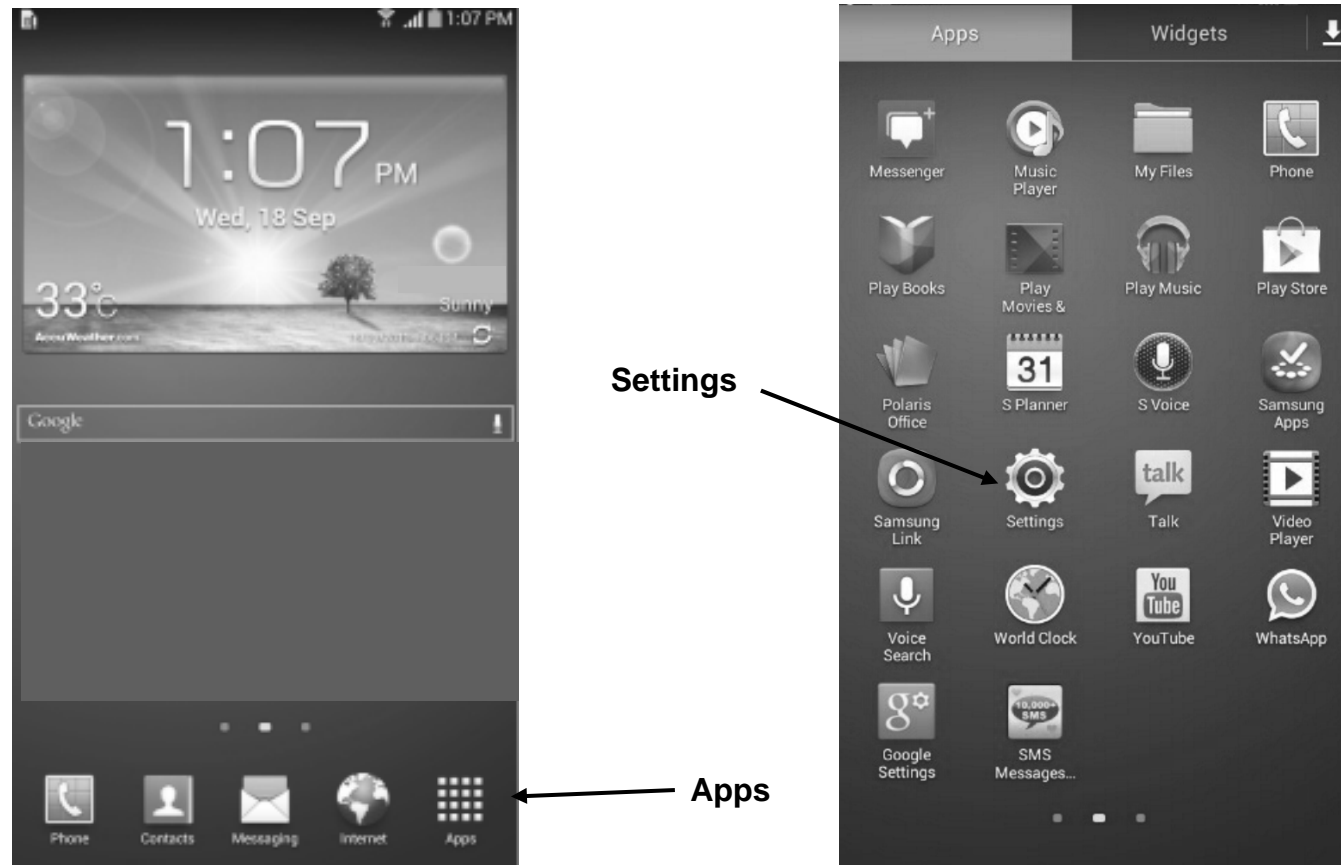 1:07 PM
1:07 PM
Wed, 18 Sep
33°C
Sunny
AccuWeather.com
Google
Phone
Contacts
Messaging
Internet
Apps
Settings
Apps
Apps
Widgets
Messenger
Music
Player
My Files
Phone
Play Books
Play
Movies &
Play Music
Play Store
31
Polaris
Office
S Planner
S Voice
Samsung
Apps
talk
Samsung
Link
Settings
Talk
Video
Player
You
Tube
Voice
Search
World Clock
YouTube
WhatsApp
g
10,000+
SMS
Google
Settings
SMS
Messages...